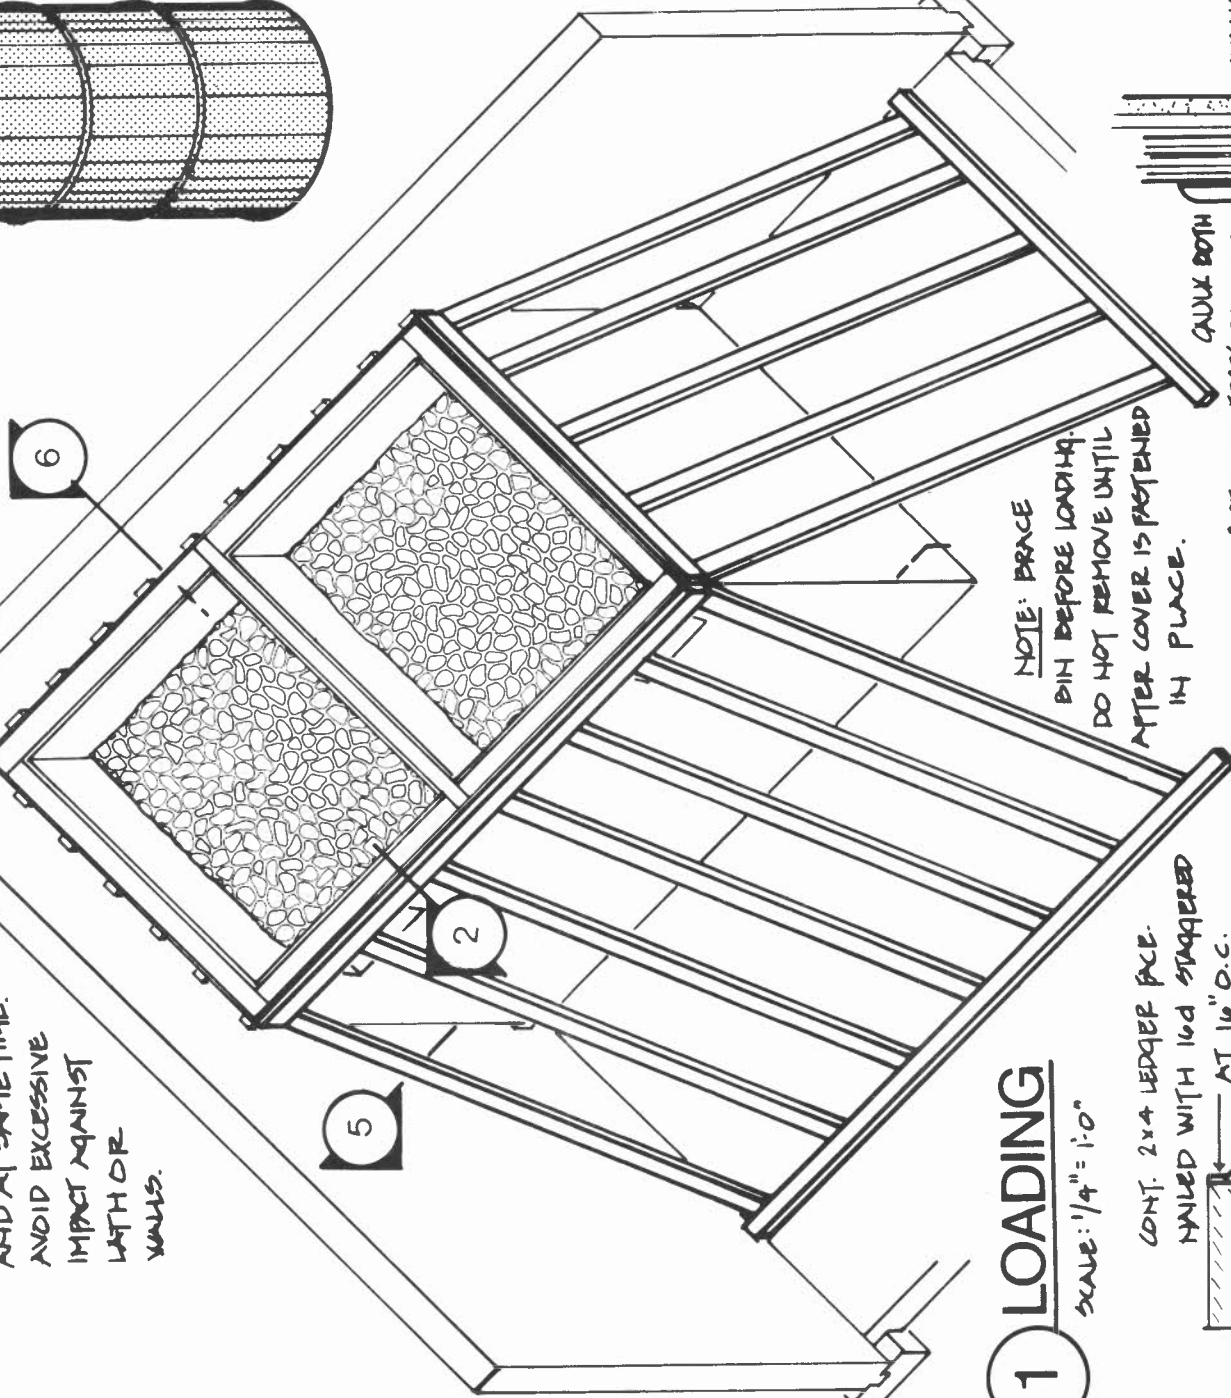 AND AT SAME TIME.
AVOID EXCESSIVE
IMPACT AGAINST
LATH OR
WALLS.
6
5
2
NOTE: BRACE
BIN BEFORE LOADING.
DO NOT REMOVE UNTIL
AFTER COVER IS FASTENED
IN PLACE.
1 LOADING
SCALE: 1/4" = 1'-0"
CONT. 2x4 LEDGER FACE
NAILED WITH 16d STAGGERED
AT 16" O.C.
CAULK BOTH